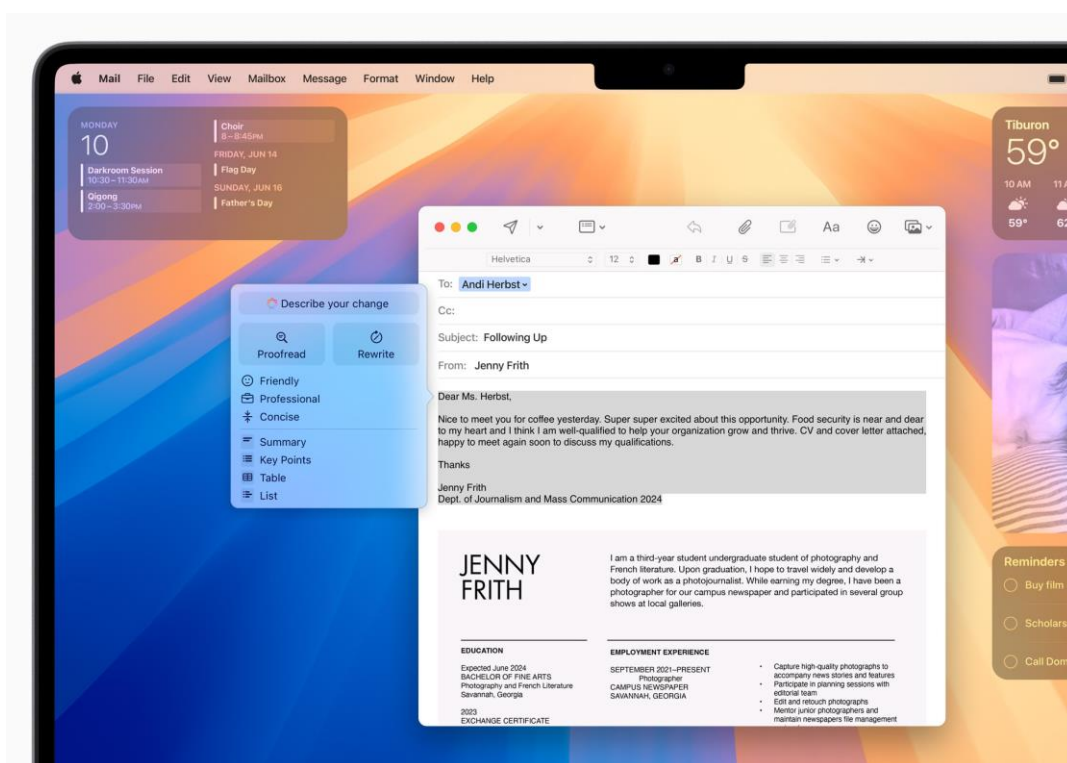 Mail File Edit View Mailbox Message Format Window Help
MONDAY
10
Darkroom Session
10:30–11:30AM
Qigong
2:00–3:30PM
Choir
8–8:45PM
FRIDAY, JUN 14
Flag Day
SUNDAY, JUN 16
Father's Day
Tiburon
59°
10 AM 11 A
59° 62
Helvetica 12 B I U S
Aa
To: Andi Herbst
Cc:
Subject: Following Up
From: Jenny Frith
Describe your change
Proofread Rewrite
Friendly
Professional
Concise
Summary
Key Points
Table
List
Dear Ms. Herbst,
Nice to meet you for coffee yesterday. Super super excited about this opportunity. Food security is near and dear
to my heart and I think I am well-qualified to help your organization grow and thrive. CV and cover letter attached,
happy to meet again soon to discuss my qualifications.
Thanks
Jenny Frith
Dept. of Journalism and Mass Communication 2024
JENNY
FRITH
I am a third-year student undergraduate student of photography and
French literature. Upon graduation, I hope to travel widely and develop a
body of work as a photojournalist. While earning my degree, I have been a
photographer for our campus newspaper and participated in several group
shows at local galleries.
EDUCATION
Expected June 2024
BACHELOR OF FINE ARTS
Photography and French Literature
Savannah, Georgia
2023
EXCHANGE CERTIFICATE
EMPLOYMENT EXPERIENCE
SEPTEMBER 2021–PRESENT
Photographer
CAMPUS NEWSPAPER
SAVANNAH, GEORGIA
• Capture high-quality photographs to
accompany news stories and features
• Participate in planning sessions with
editorial team
• Edit and retouch photographs
• Mentor junior photographers and
maintain newspapers file management
Reminders
Buy film
Scholars
Call Dom